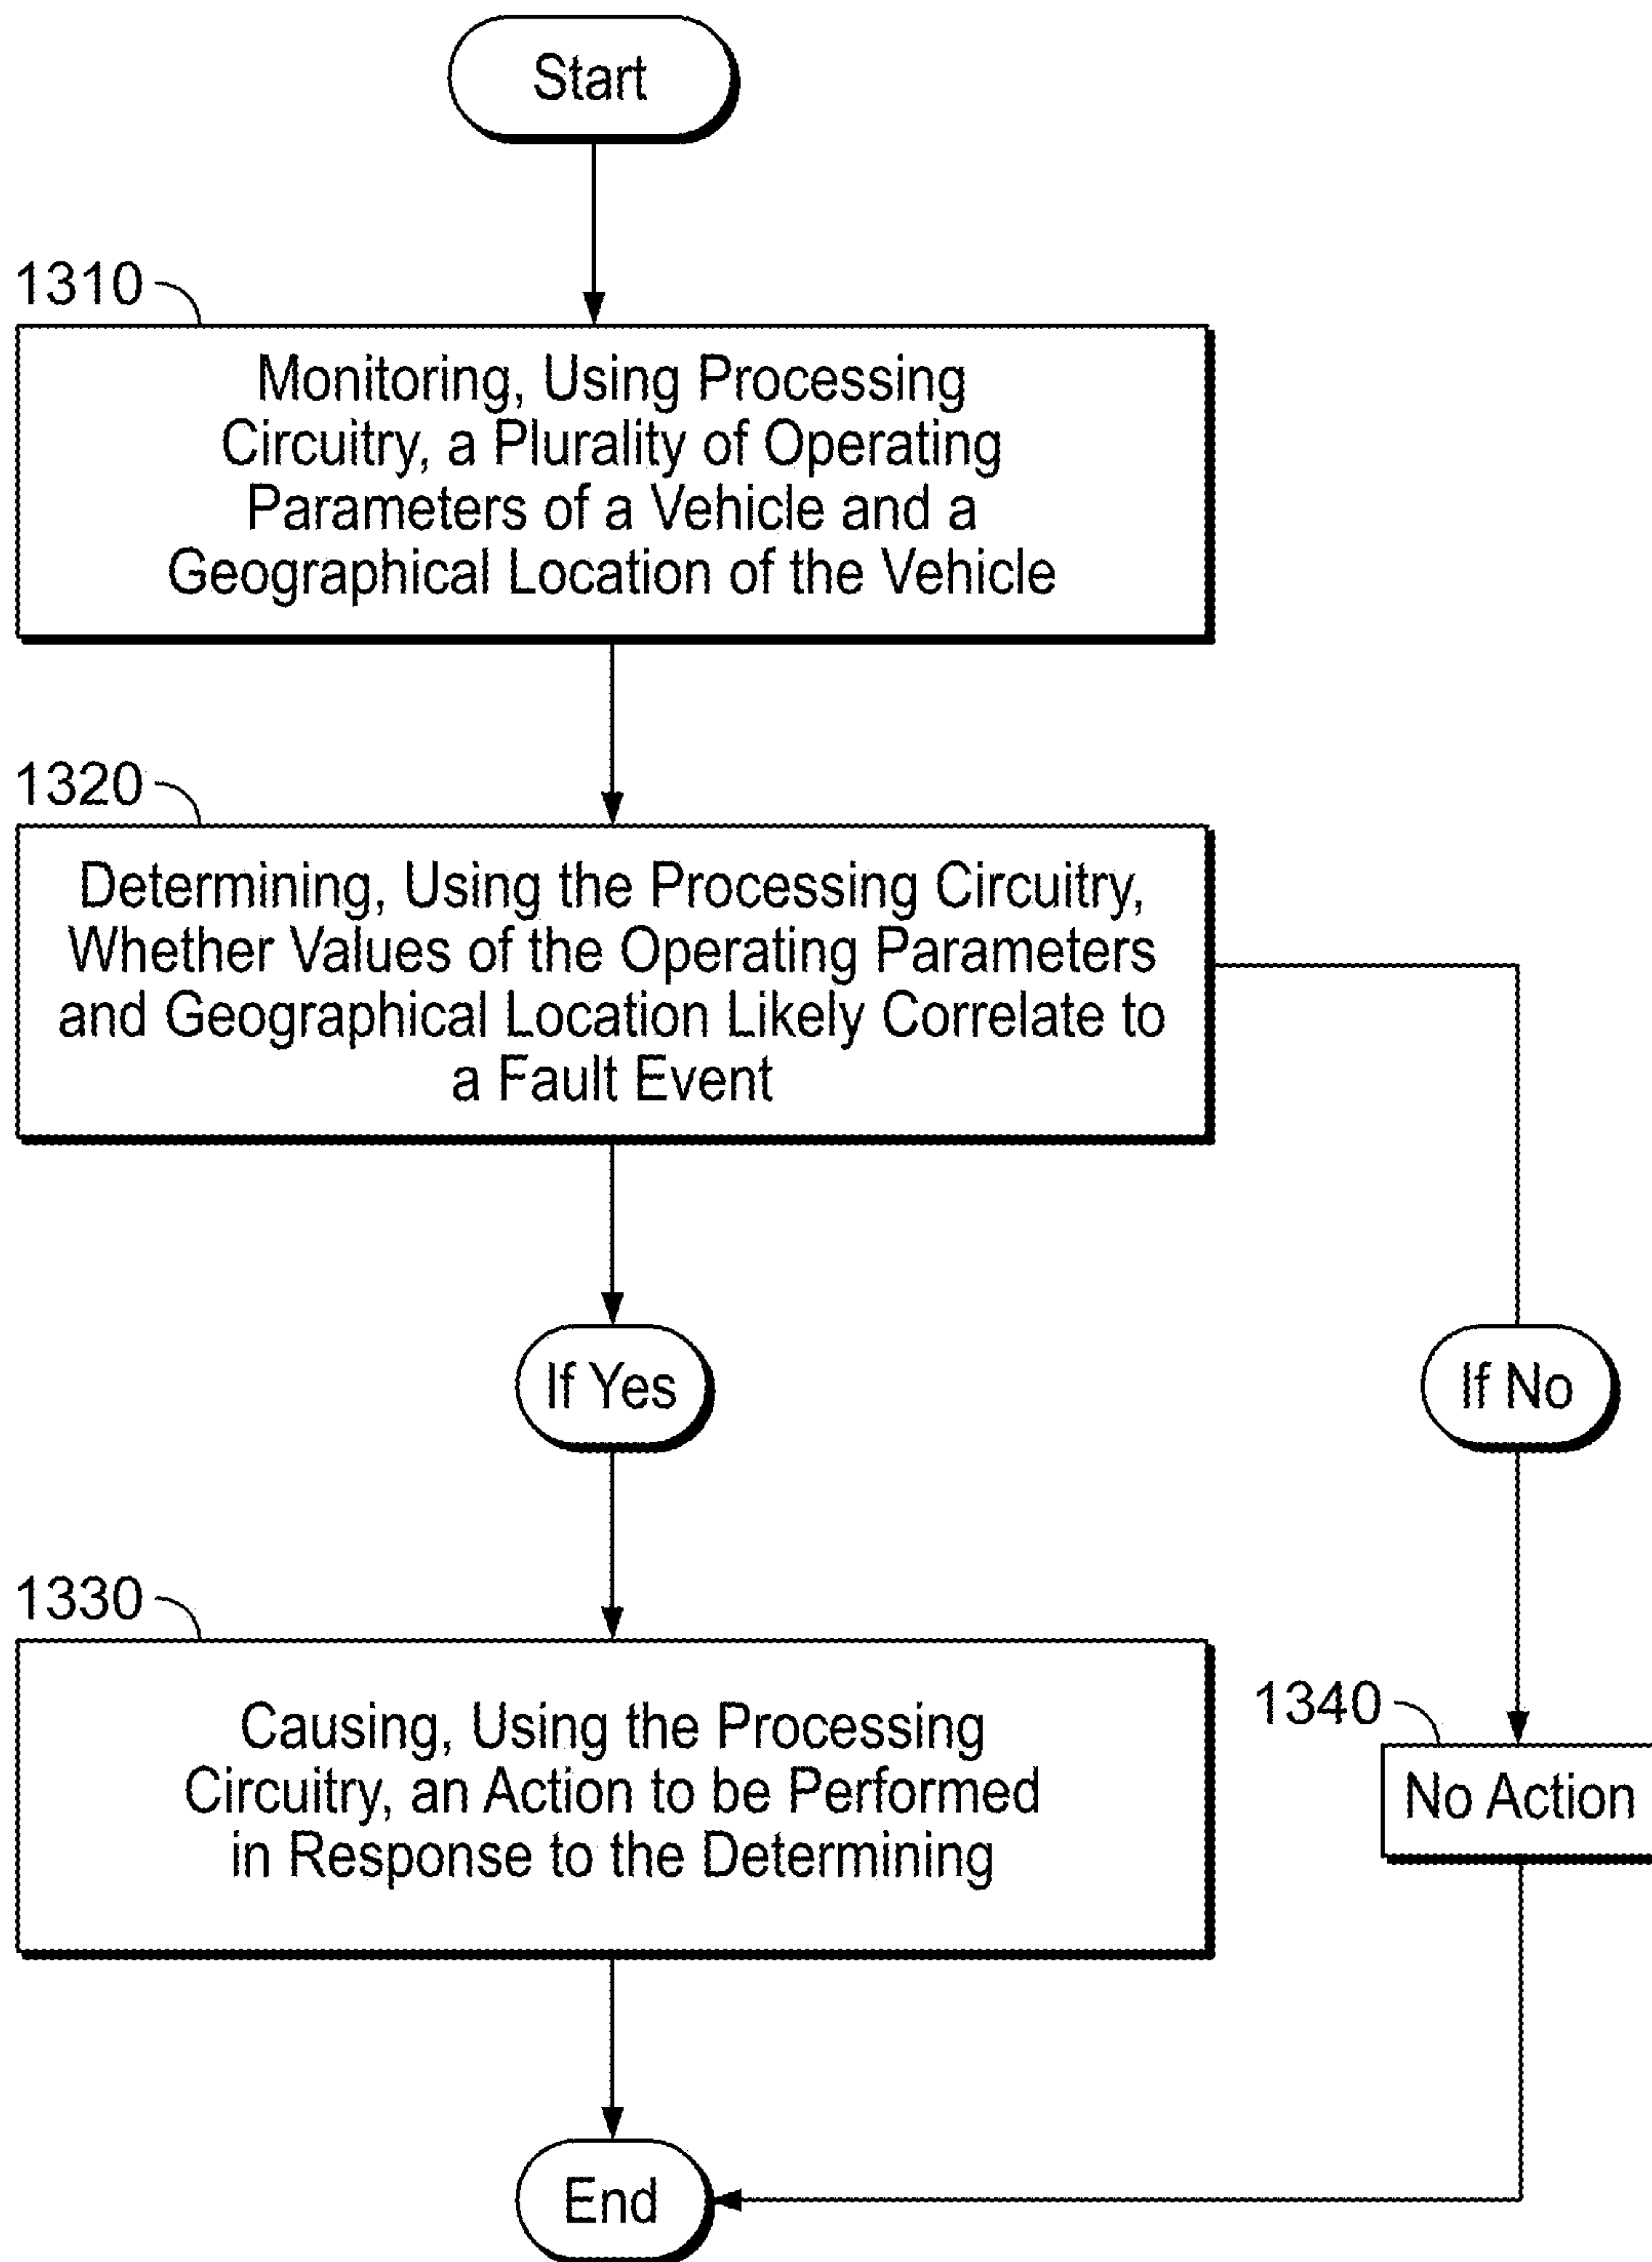 Start
1310
Monitoring, Using Processing
Circuitry, a Plurality of Operating
Parameters of a Vehicle and a
Geographical Location of the Vehicle
1320
Determining, Using the Processing Circuitry,
Whether Values of the Operating Parameters
and Geographical Location Likely Correlate to
a Fault Event
If Yes
If No
1330
Causing, Using the Processing
Circuitry, an Action to be Performed
in Response to the Determining
1340
No Action
End